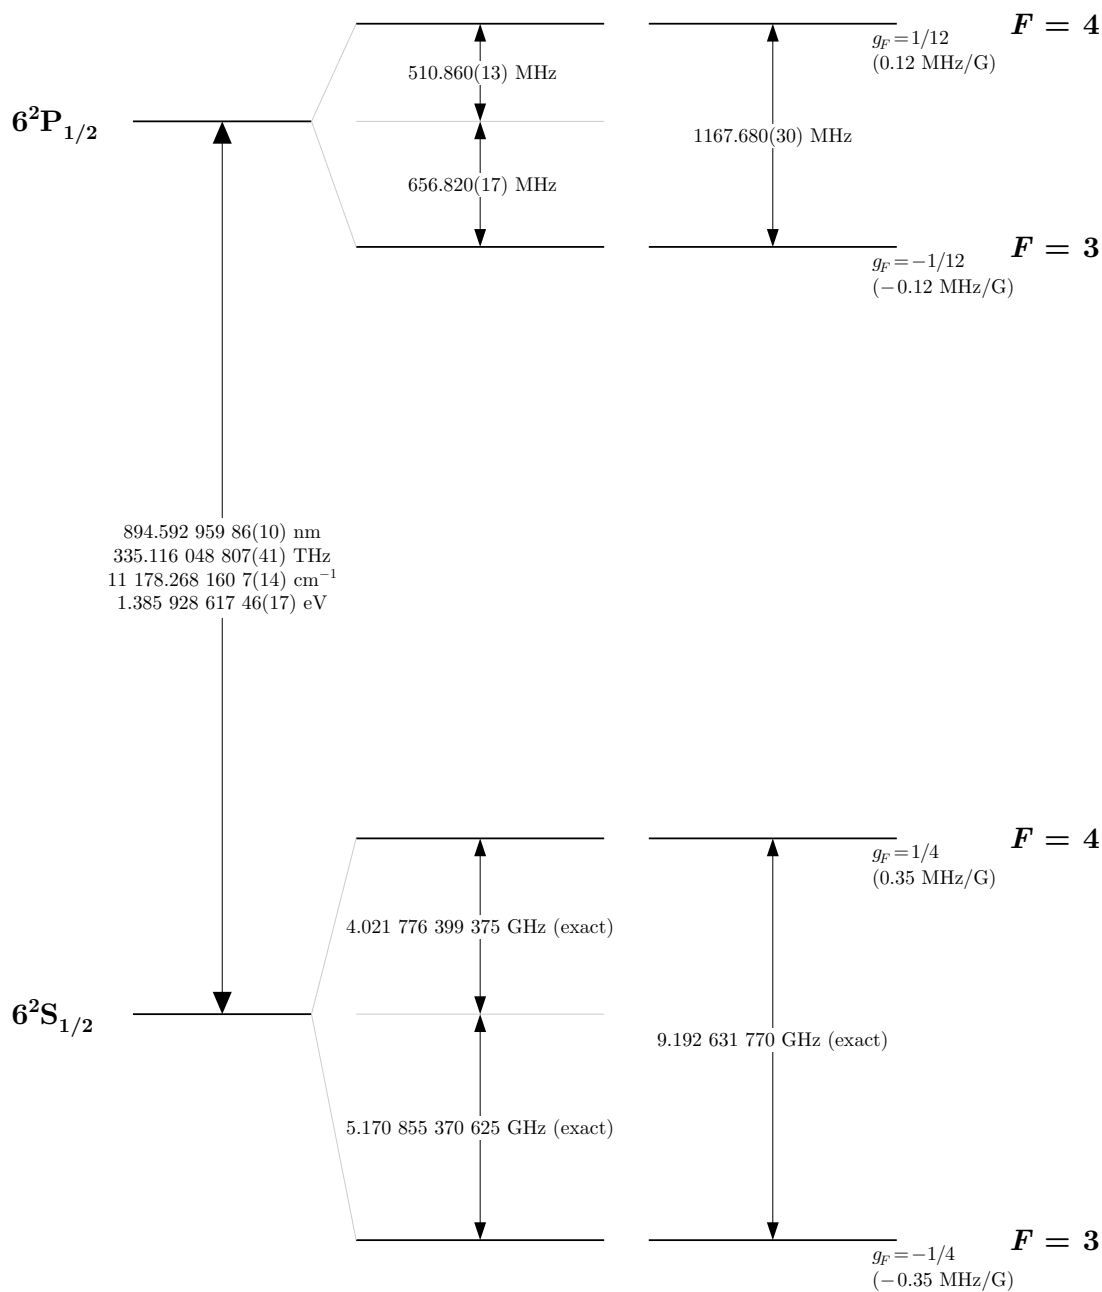 F = 4
g_F = 1/12
(0.12 MHz/G)
510.860(13) MHz
6²P₁/₂
1167.680(30) MHz
656.820(17) MHz
F = 3
g_F = −1/12
(−0.12 MHz/G)
894.592 959 86(10) nm
335.116 048 807(41) THz
11 178.268 160 7(14) cm⁻¹
1.385 928 617 46(17) eV
F = 4
g_F = 1/4
(0.35 MHz/G)
4.021 776 399 375 GHz (exact)
6²S₁/₂
9.192 631 770 GHz (exact)
5.170 855 370 625 GHz (exact)
F = 3
g_F = −1/4
(−0.35 MHz/G)